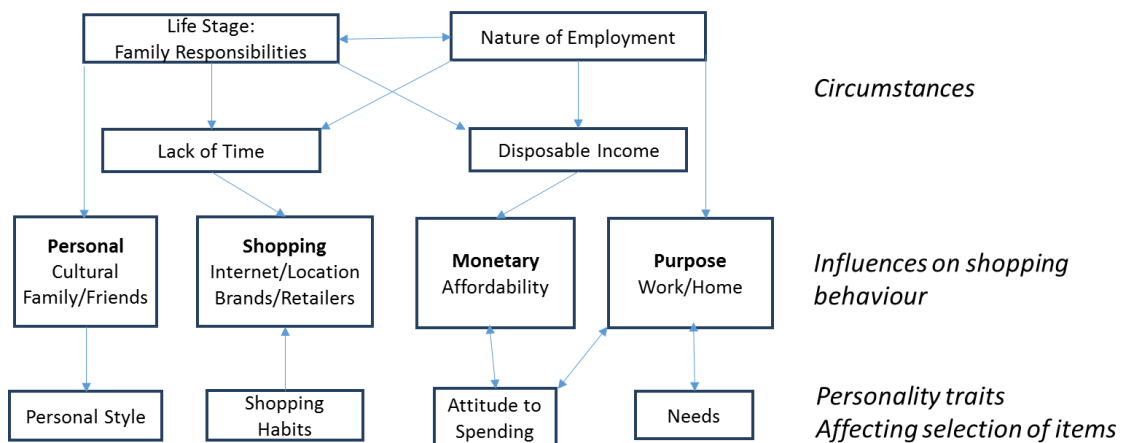 Life Stage:
Family Responsibilities
Nature of Employment
Circumstances
Lack of Time
Disposable Income
Personal
Cultural
Family/Friends
Shopping
Internet/Location
Brands/Retailers
Monetary
Affordability
Purpose
Work/Home
Influences on shopping
behaviour
Personal Style
Shopping
Habits
Attitude to
Spending
Needs
Personality traits
Affecting selection of items